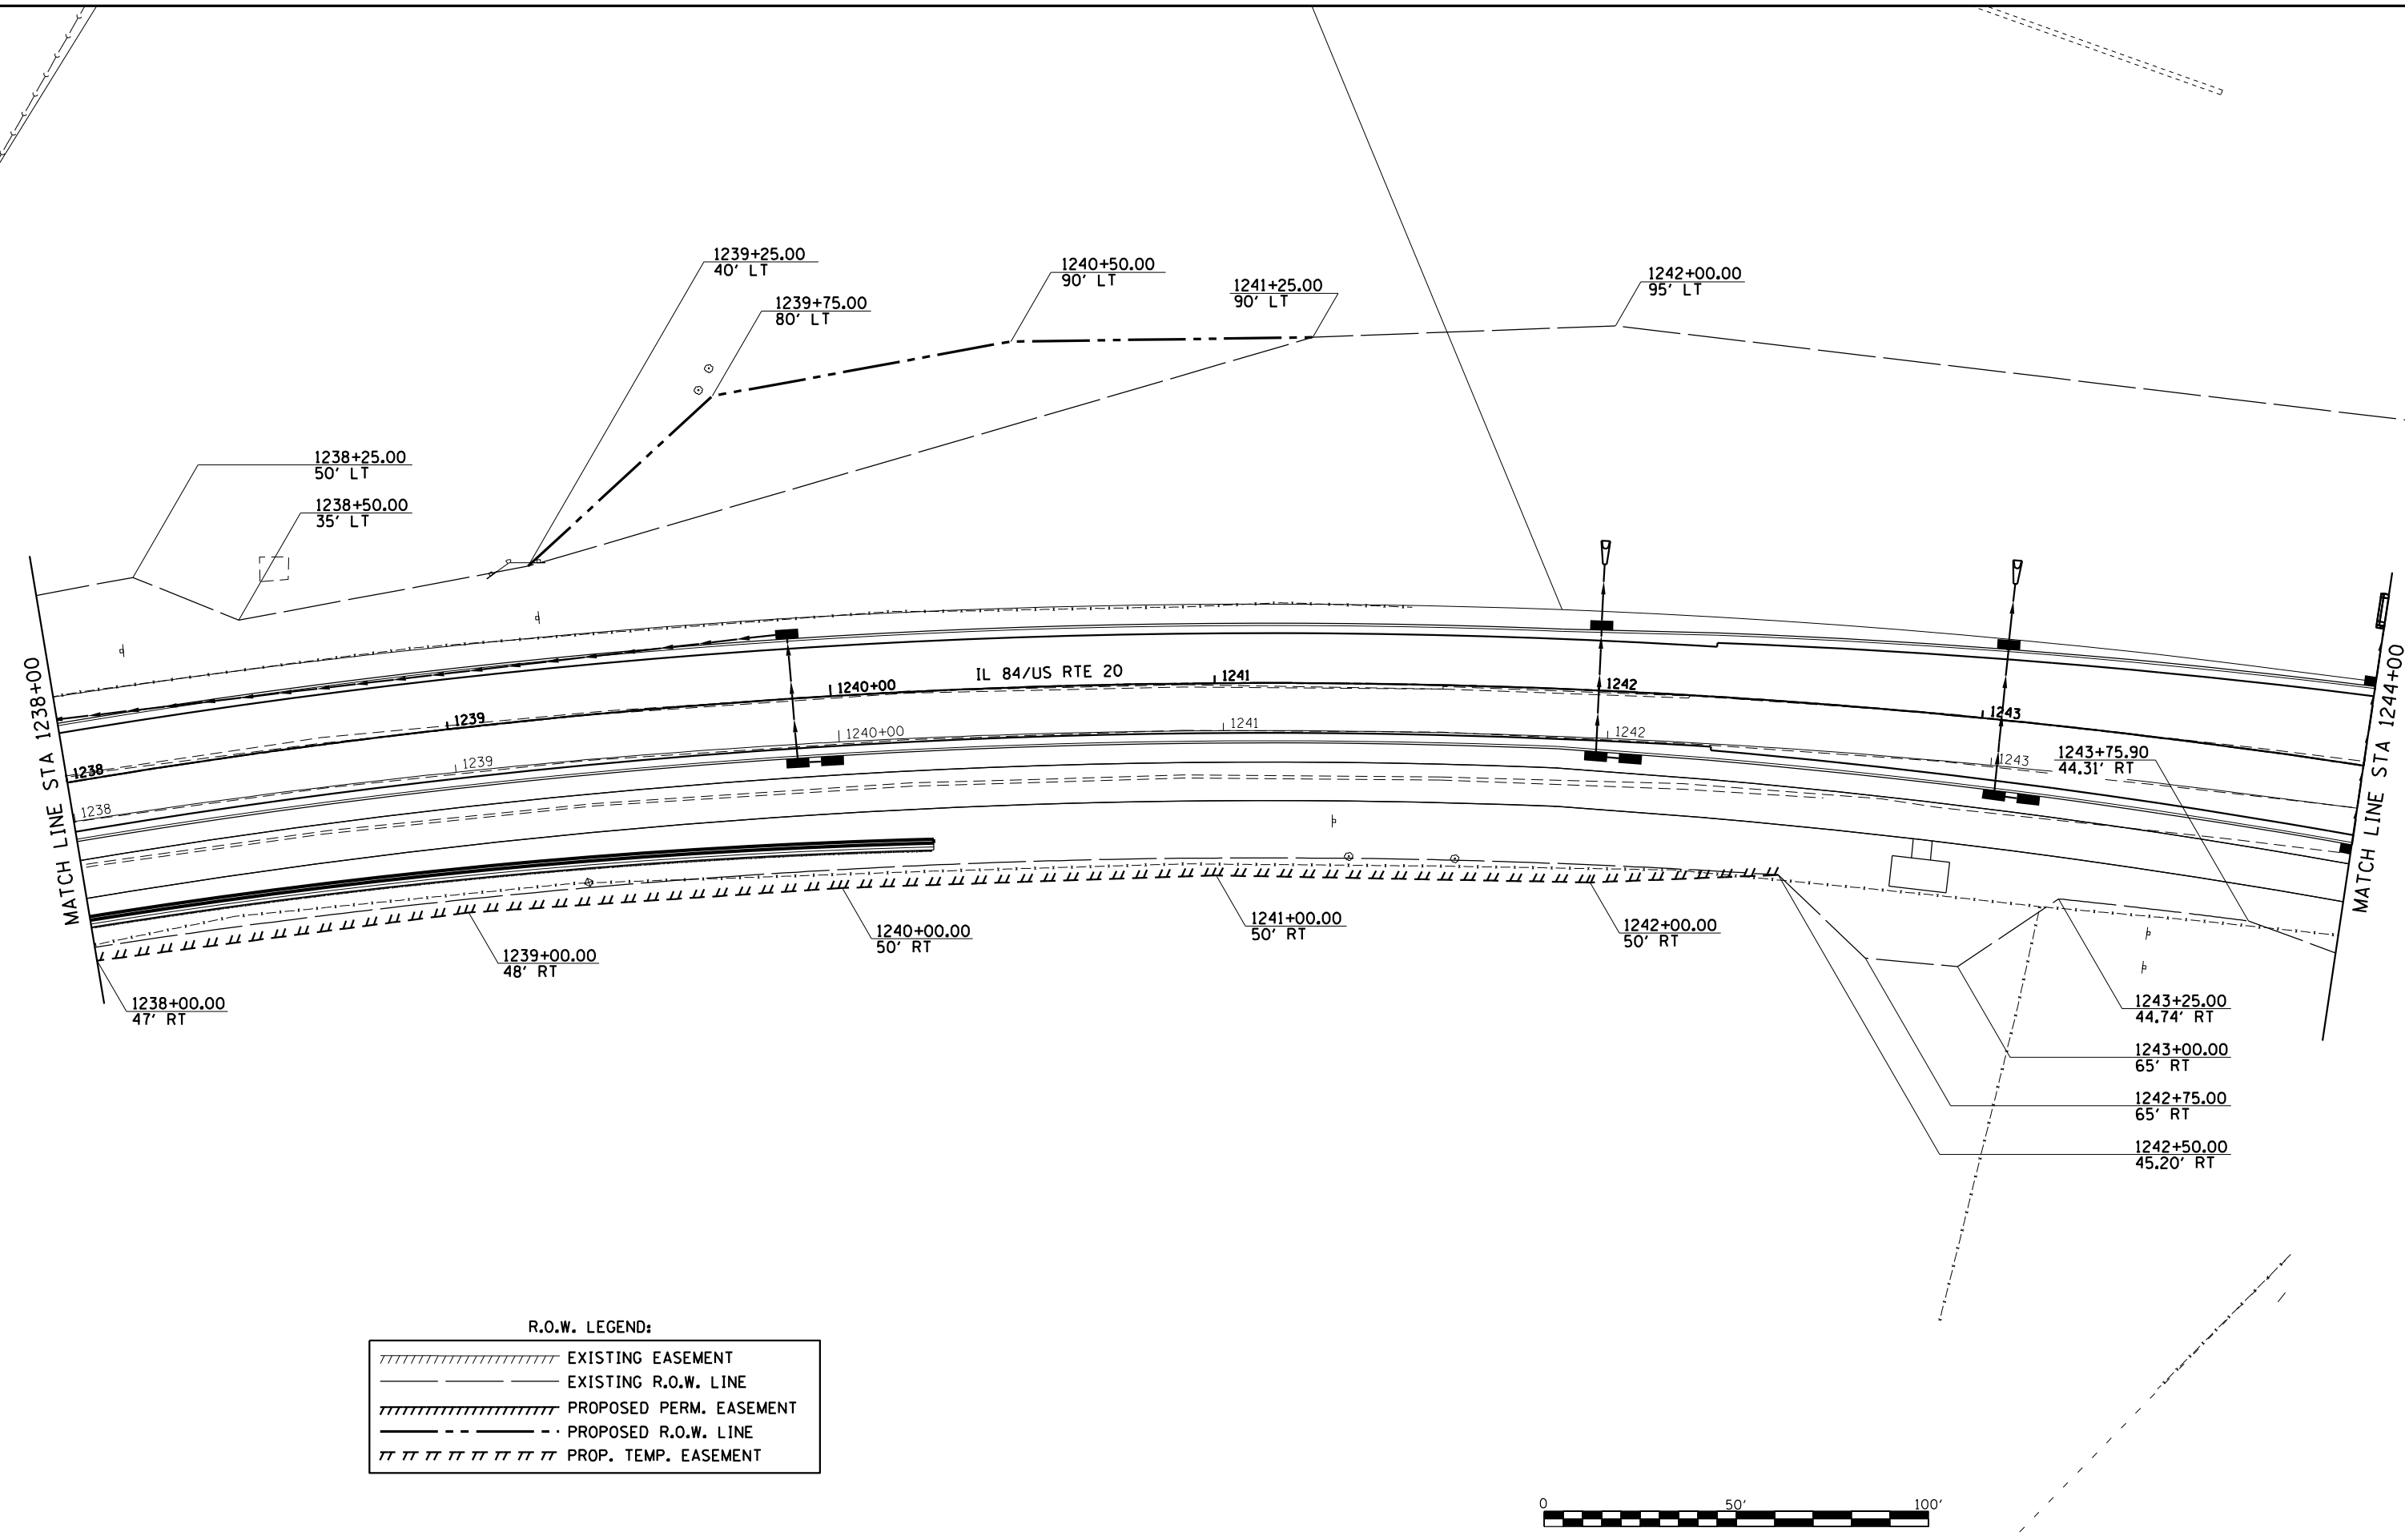 1239+25.00
40' LT
1240+50.00
90' LT
1241+25.00
90' LT
1242+00.00
95' LT
1239+75.00
80' LT
1238+25.00
50' LT
1238+50.00
35' LT
MATCH LINE STA 1238+00
MATCH LINE STA 1244+00
IL 84/US RTE 20
1238
1239
1240+00
1241
1242
1243
1238
1239
1240+00
1241
1242
1243
1243+75.90
44.31' RT
1238+00.00
47' RT
1239+00.00
48' RT
1240+00.00
50' RT
1241+00.00
50' RT
1242+00.00
50' RT
1243+25.00
44.74' RT
1243+00.00
65' RT
1242+75.00
65' RT
1242+50.00
45.20' RT
R.O.W. LEGEND:
EXISTING EASEMENT
EXISTING R.O.W. LINE
PROPOSED PERM. EASEMENT
PROPOSED R.O.W. LINE
PROP. TEMP. EASEMENT
0 50' 100'